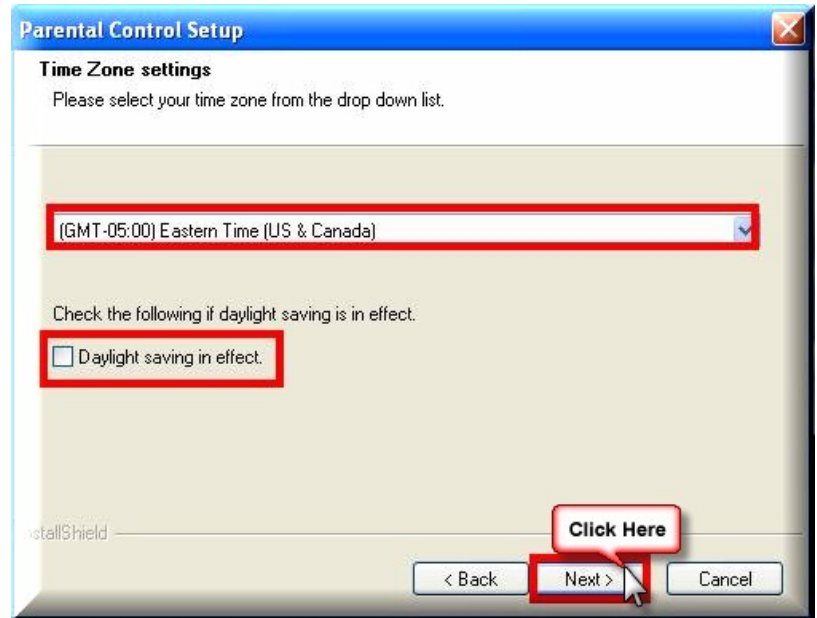 Parental Control Setup
Time Zone settings
Please select your time zone from the drop down list.
(GMT-05:00) Eastern Time (US & Canada)
Check the following if daylight saving is in effect.
Daylight saving in effect.
stallShield
Click Here
< Back Next > Cancel